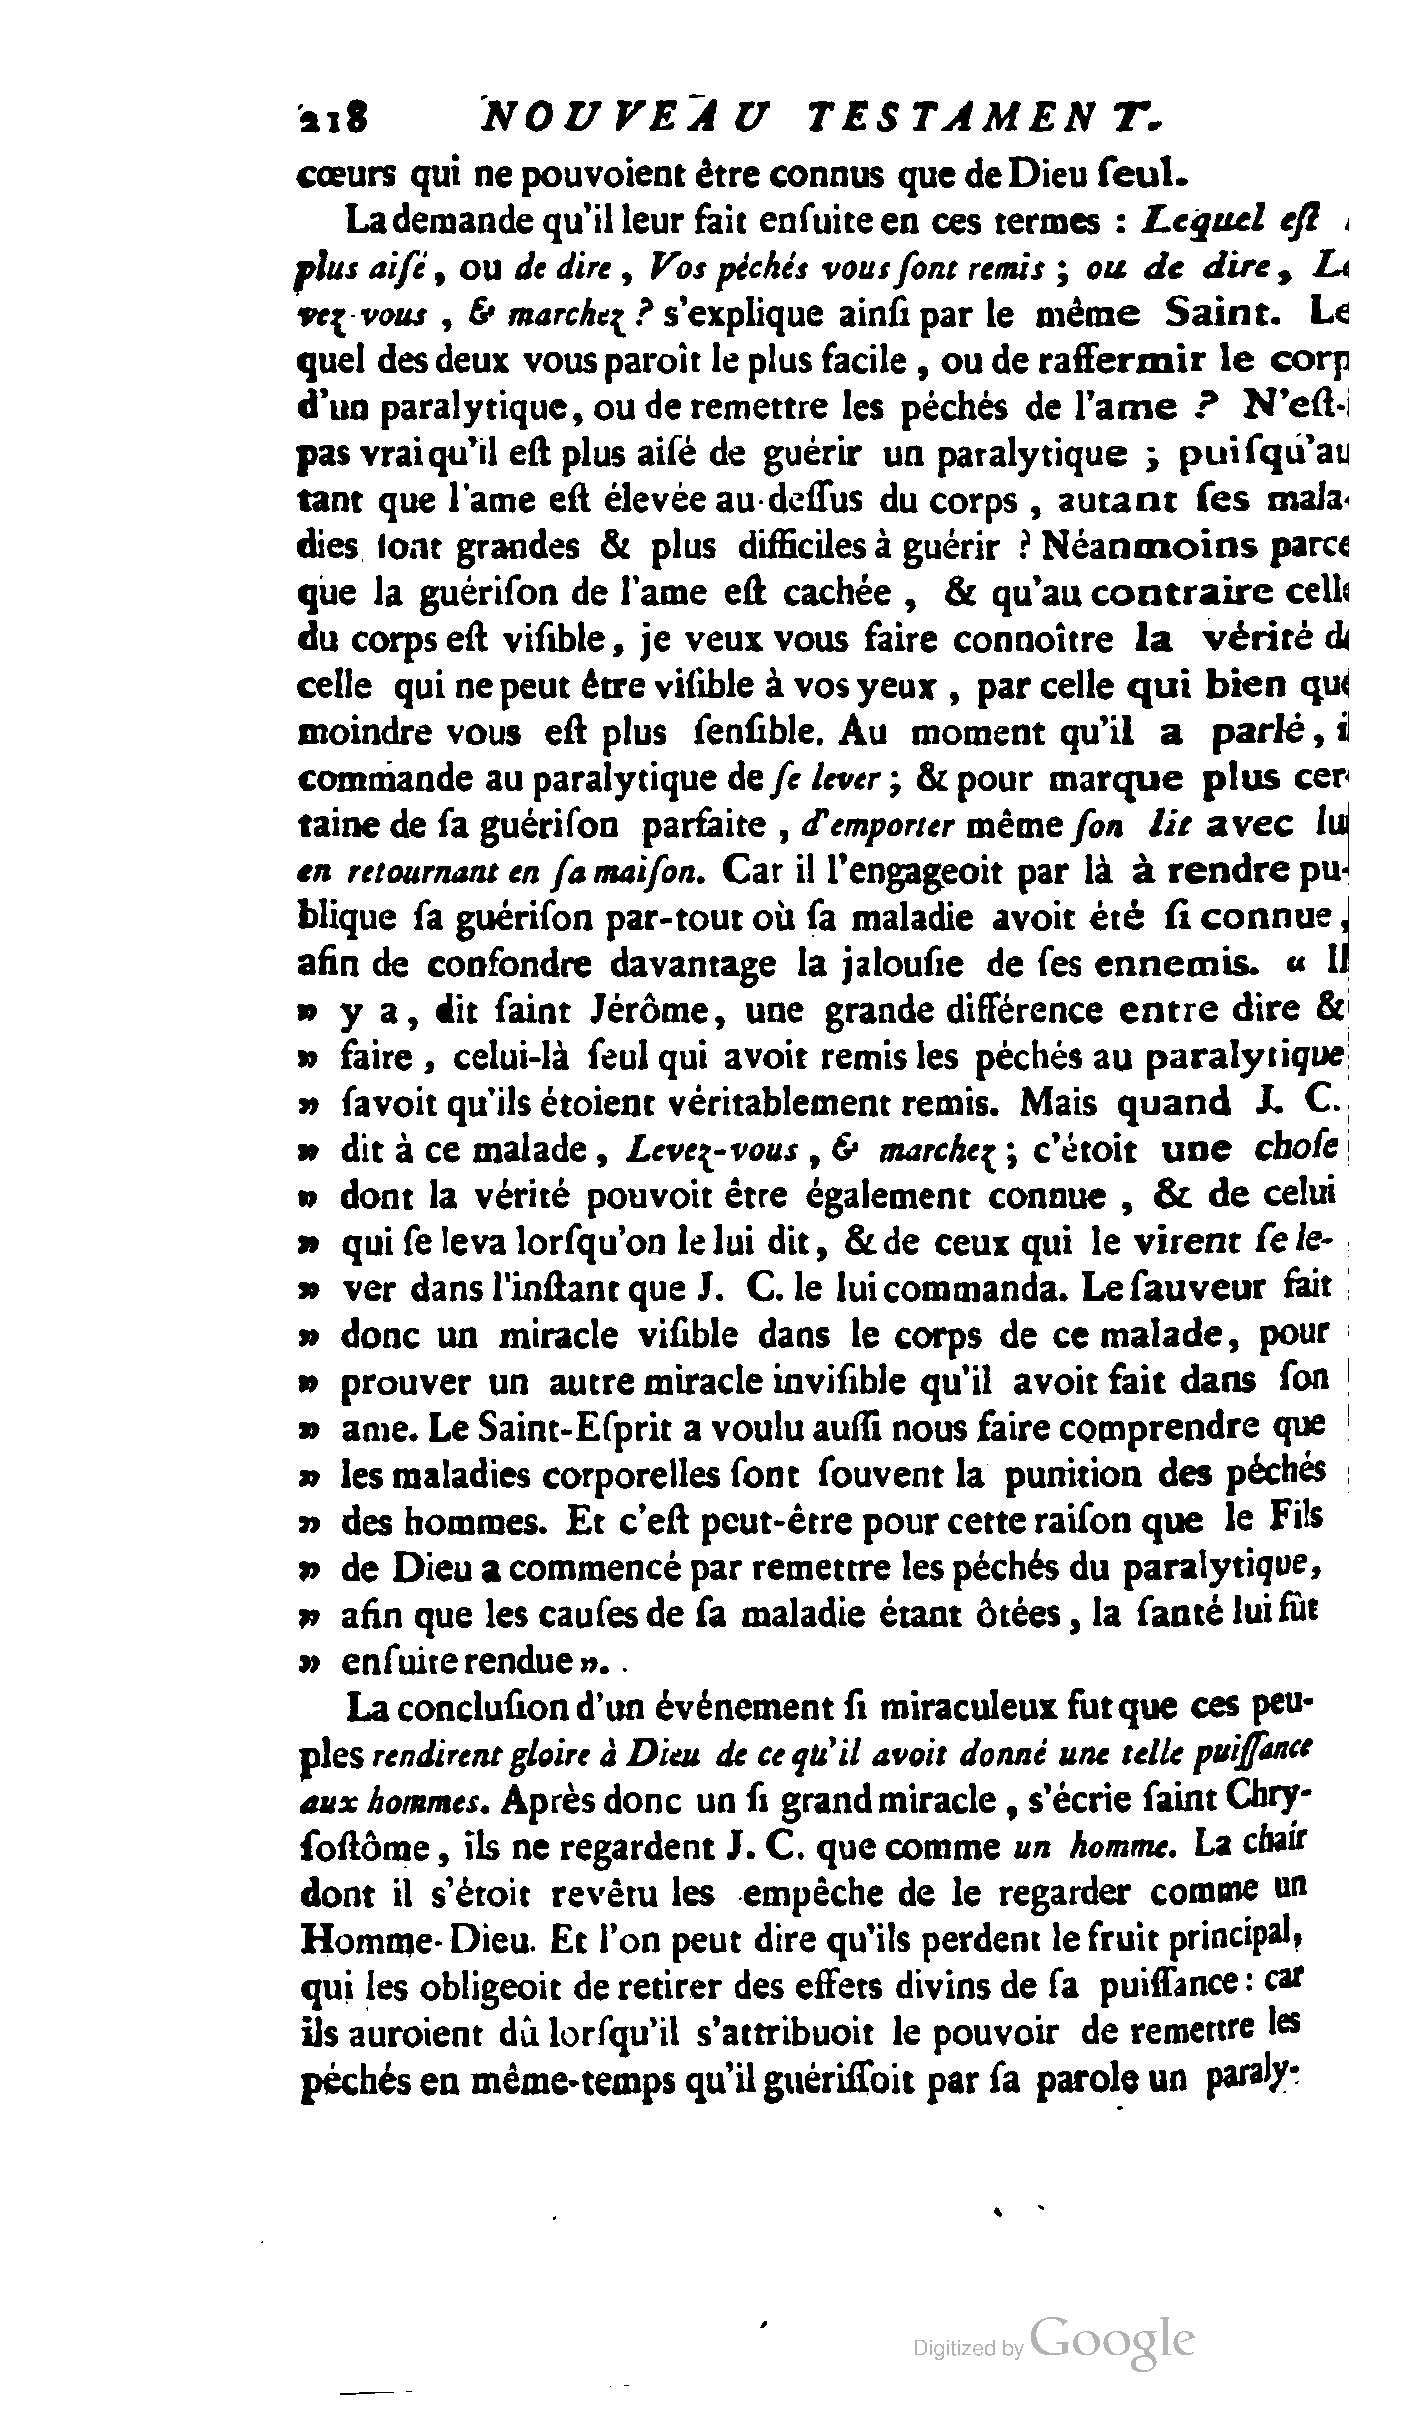 218 NOUVEAU TESTAMENT.
cœurs qui ne pouvoient être connus que de Dieu ſeul.
La demande qu'il leur fait enſuite en ces termes : Lequel eſt
plus aiſé, ou de dire, Vos péchés vous ſont remis ; ou de dire, Le
vez-vous, & marchez ? s'explique ainſi par le même Saint. Le
quel des deux vous paroît le plus facile, ou de raffermir le corp
d'un paralytique, ou de remettre les péchés de l'ame ? N'eſt-i
pas vrai qu'il eſt plus aiſé de guérir un paralytique ; puiſqu'au
tant que l'ame eſt élevée au-deſſus du corps, autant ſes mala-
dies ſont grandes & plus difficiles à guérir ? Néanmoins parce
que la guériſon de l'ame eſt cachée, & qu'au contraire celle
du corps eſt viſible, je veux vous faire connoître la vérité de
celle qui ne peut être viſible à vos yeux, par celle qui bien que
moindre vous eſt plus ſenſible. Au moment qu'il a parlé, il
commande au paralytique de ſe lever ; & pour marque plus cer-
taine de ſa guériſon parfaite, d'emporter même ſon lit avec lui
en retournant en ſa maiſon. Car il l'engageoit par là à rendre pu-
blique ſa guériſon par-tout où ſa maladie avoit été ſi connue,
afin de confondre davantage la jalouſie de ſes ennemis. « Il
» y a, dit ſaint Jérôme, une grande différence entre dire &
» faire, celui-là ſeul qui avoit remis les péchés au paralytique
» ſavoit qu'ils étoient véritablement remis. Mais quand J. C.
» dit à ce malade, Levez-vous, & marchez ; c'étoit une choſe
» dont la vérité pouvoit être également connue, & de celui
» qui ſe leva lorſqu'on le lui dit, & de ceux qui le virent ſe le-
» ver dans l'inſtant que J. C. le lui commanda. Le ſauveur fait
» donc un miracle viſible dans le corps de ce malade, pour
» prouver un autre miracle inviſible qu'il avoit fait dans ſon
» ame. Le Saint-Eſprit a voulu auſſi nous faire comprendre que
» les maladies corporelles ſont ſouvent la punition des péchés
» des hommes. Et c'eſt peut-être pour cette raiſon que le Fils
» de Dieu a commencé par remettre les péchés du paralytique,
» afin que les cauſes de ſa maladie étant ôtées, la ſanté lui fût
» enſuite rendue ».
La concluſion d'un événement ſi miraculeux fut que ces peu-
ples rendirent gloire à Dieu de ce qu'il avoit donné une telle puiſſance
aux hommes. Après donc un ſi grand miracle, s'écrie ſaint Chry-
ſoſtôme, ils ne regardent J. C. que comme un homme. La chair
dont il s'étoit revêtu les empêche de le regarder comme un
Homme-Dieu. Et l'on peut dire qu'ils perdent le fruit principal,
qui les obligeoit de retirer des effets divins de ſa puiſſance : car
ils auroient dû lorſqu'il s'attribuoit le pouvoir de remettre les
péchés en même-temps qu'il guériſſoit par ſa parole un paraly-
Digitized by Google